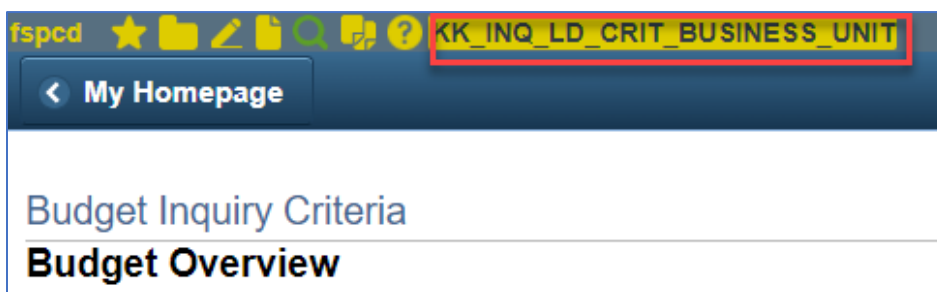 fspcd KK_INQ_LD_CRIT_BUSINESS_UNIT
My Homepage
Budget Inquiry Criteria
Budget Overview